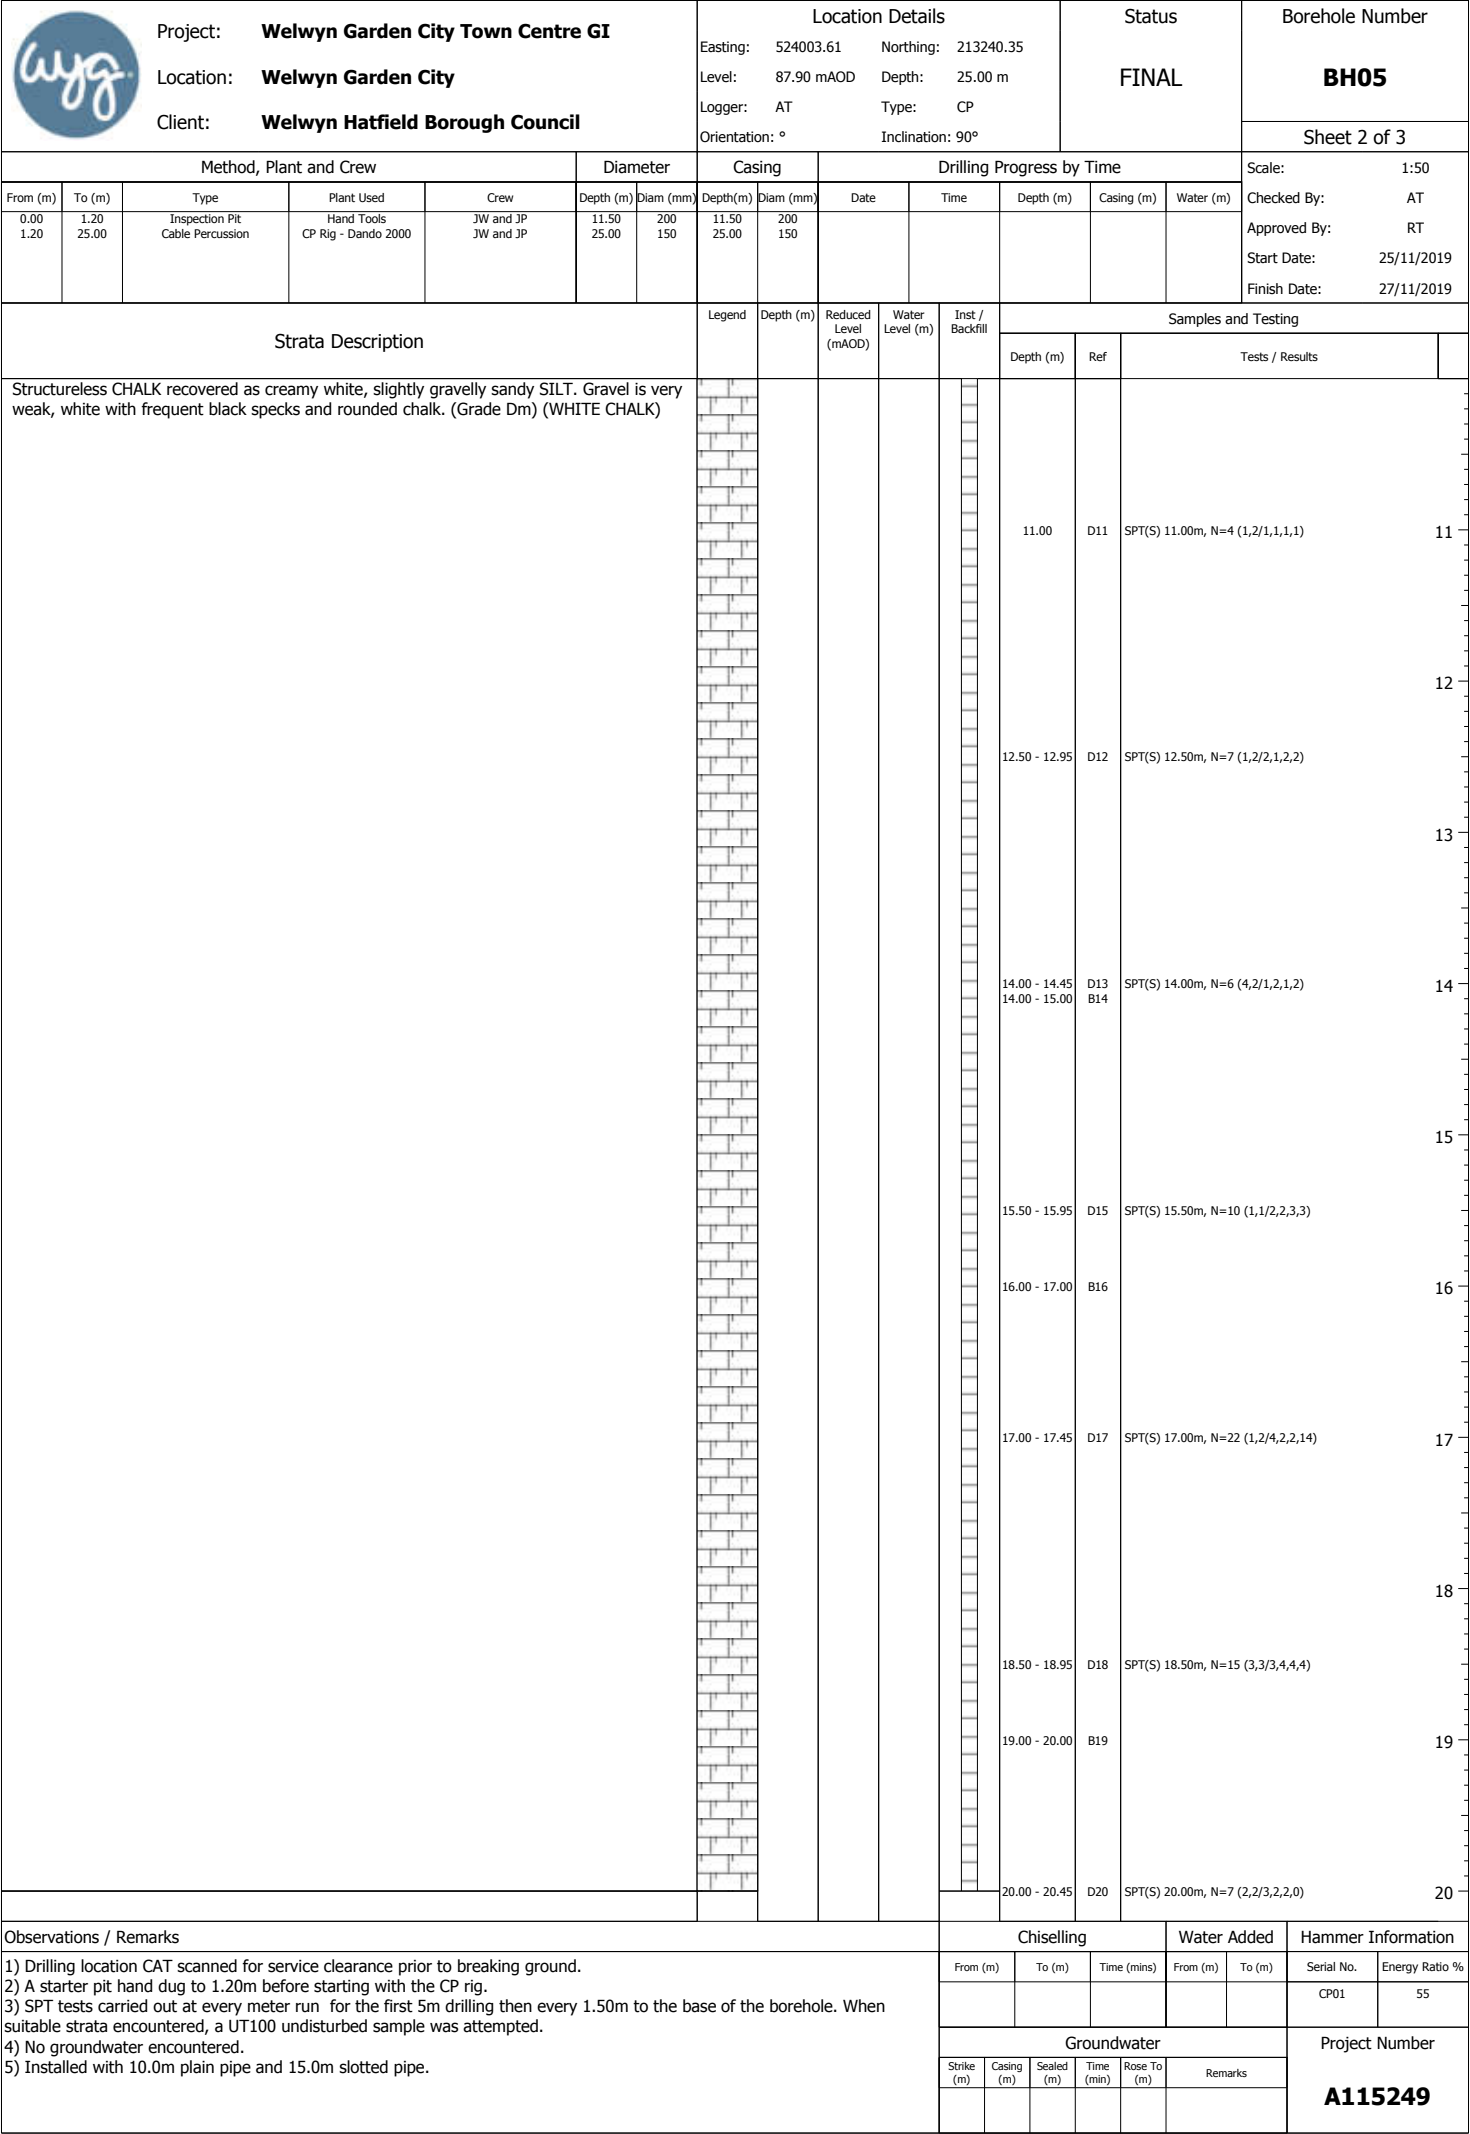 wyg
Project: Welwyn Garden City Town Centre GI
Location: Welwyn Garden City
Client: Welwyn Hatfield Borough Council
Location Details
Easting: 524003.61 Northing: 213240.35
Level: 87.90 mAOD Depth: 25.00 m
Logger: AT Type: CP
Orientation: ° Inclination: 90°
Status
FINAL
Borehole Number
BH05
Sheet 2 of 3
Method, Plant and Crew Diameter Casing Drilling Progress by Time
From (m) To (m) Type Plant Used Crew Depth (m) Diam (mm) Depth(m) Diam (mm) Date Time Depth (m) Casing (m) Water (m)
0.00 1.20 Inspection Pit Hand Tools JW and JP 11.50 200 11.50 200
1.20 25.00 Cable Percussion CP Rig - Dando 2000 JW and JP 25.00 150 25.00 150
Scale: 1:50
Checked By: AT
Approved By: RT
Start Date: 25/11/2019
Finish Date: 27/11/2019
Strata Description
Legend
Depth (m)
Reduced
Level
(mAOD)
Water
Level (m)
Inst /
Backfill
Samples and Testing
Depth (m) Ref Tests / Results
Structureless CHALK recovered as creamy white, slightly gravelly sandy SILT. Gravel is very
weak, white with frequent black specks and rounded chalk. (Grade Dm) (WHITE CHALK)
11.00 D11 SPT(S) 11.00m, N=4 (1,2/1,1,1,1) 11
12
12.50 - 12.95 D12 SPT(S) 12.50m, N=7 (1,2/2,1,2,2)
13
14.00 - 14.45 D13 SPT(S) 14.00m, N=6 (4,2/1,2,1,2) 14
14.00 - 15.00 B14
15
15.50 - 15.95 D15 SPT(S) 15.50m, N=10 (1,1/2,2,3,3)
16.00 - 17.00 B16 16
17.00 - 17.45 D17 SPT(S) 17.00m, N=22 (1,2/4,2,2,14) 17
18
18.50 - 18.95 D18 SPT(S) 18.50m, N=15 (3,3/3,4,4,4)
19.00 - 20.00 B19 19
20.00 - 20.45 D20 SPT(S) 20.00m, N=7 (2,2/3,2,2,0) 20
Observations / Remarks
1) Drilling location CAT scanned for service clearance prior to breaking ground.
2) A starter pit hand dug to 1.20m before starting with the CP rig.
3) SPT tests carried out at every meter run for the first 5m drilling then every 1.50m to the base of the borehole. When
suitable strata encountered, a UT100 undisturbed sample was attempted.
4) No groundwater encountered.
5) Installed with 10.0m plain pipe and 15.0m slotted pipe.
Chiselling Water Added Hammer Information
From (m) To (m) Time (mins) From (m) To (m) Serial No. Energy Ratio %
CP01 55
Groundwater
Strike
(m)
Casing
(m)
Sealed
(m)
Time
(min)
Rose To
(m)
Remarks
Project Number
A115249